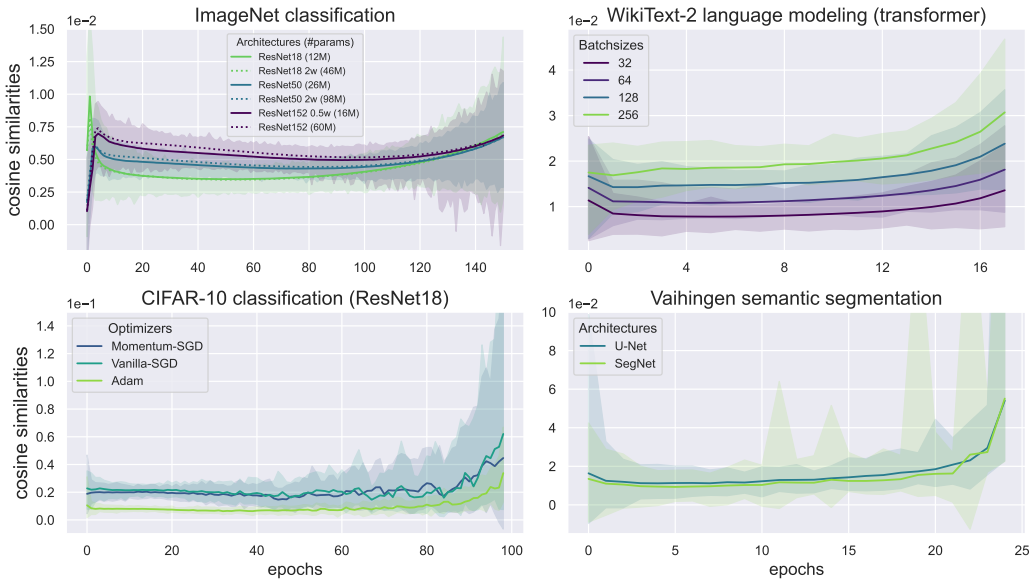 ImageNet classification
1e−2
cosine similarities
1.50
1.25
1.00
0.75
0.50
0.25
0.00
Architectures (#params)
ResNet18 (12M)
ResNet18 2w (46M)
ResNet50 (26M)
ResNet50 2w (98M)
ResNet152 0.5w (16M)
ResNet152 (60M)
0 20 40 60 80 100 120 140
WikiText-2 language modeling (transformer)
1e−2
4
3
2
1
Batchsizes
32
64
128
256
0 4 8 12 16
CIFAR-10 classification (ResNet18)
1e−1
cosine similarities
1.4
1.2
1.0
0.8
0.6
0.4
0.2
0.0
Optimizers
Momentum-SGD
Vanilla-SGD
Adam
0 20 40 60 80 100
epochs
Vaihingen semantic segmentation
1e−2
10
8
6
4
2
0
Architectures
U-Net
SegNet
0 5 10 15 20 25
epochs